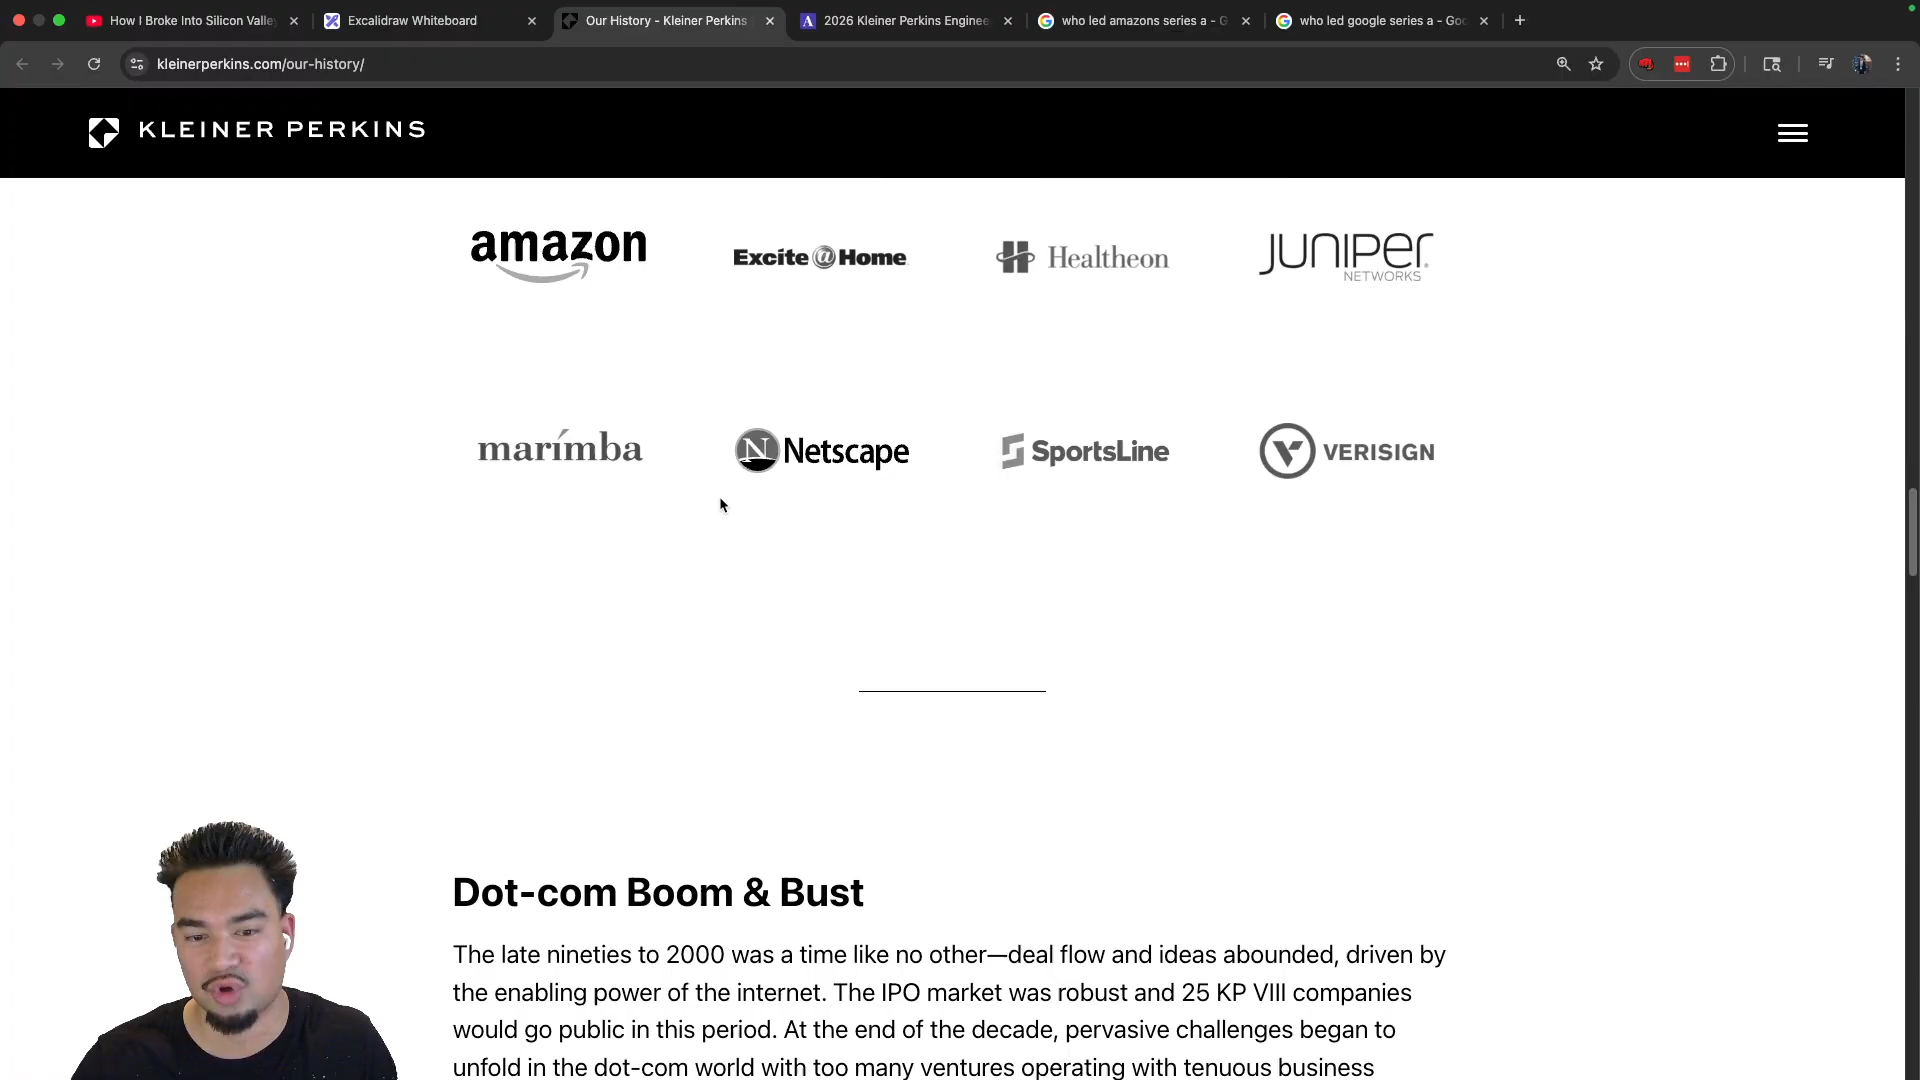 How I Broke Into Silicon Valle
Excalidraw Whiteboard
Our History - Kleiner Perkins
2026 Kleiner Perkins Enginee
who led amazons series a - G
who led google series a - Goo
kleinerperkins.com/our-history/
KLEINER PERKINS
amazon
Excite@Home
Healtheon
JUNIPER
NETWORKS
marímba
N Netscape
SportsLine
VERISIGN
Dot-com Boom & Bust
The late nineties to 2000 was a time like no other—deal flow and ideas abounded, driven by
the enabling power of the internet. The IPO market was robust and 25 KP VIII companies
would go public in this period. At the end of the decade, pervasive challenges began to
unfold in the dot-com world with too many ventures operating with tenuous business